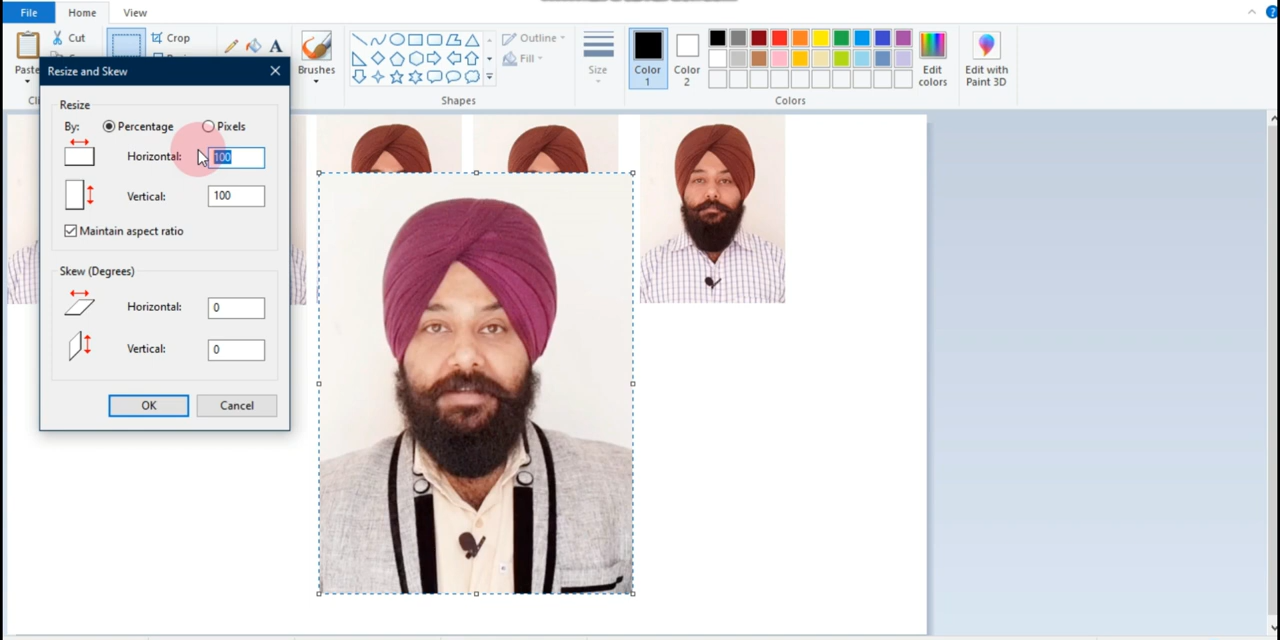 File Home View
Cut Crop
Paste Brushes Outline Fill Size Color 1 Color 2 Edit colors Edit with Paint 3D
Shapes Colors
Resize and Skew
Resize
By: Percentage Pixels
Horizontal: 100
Vertical: 100
Maintain aspect ratio
Skew (Degrees)
Horizontal: 0
Vertical: 0
OK Cancel